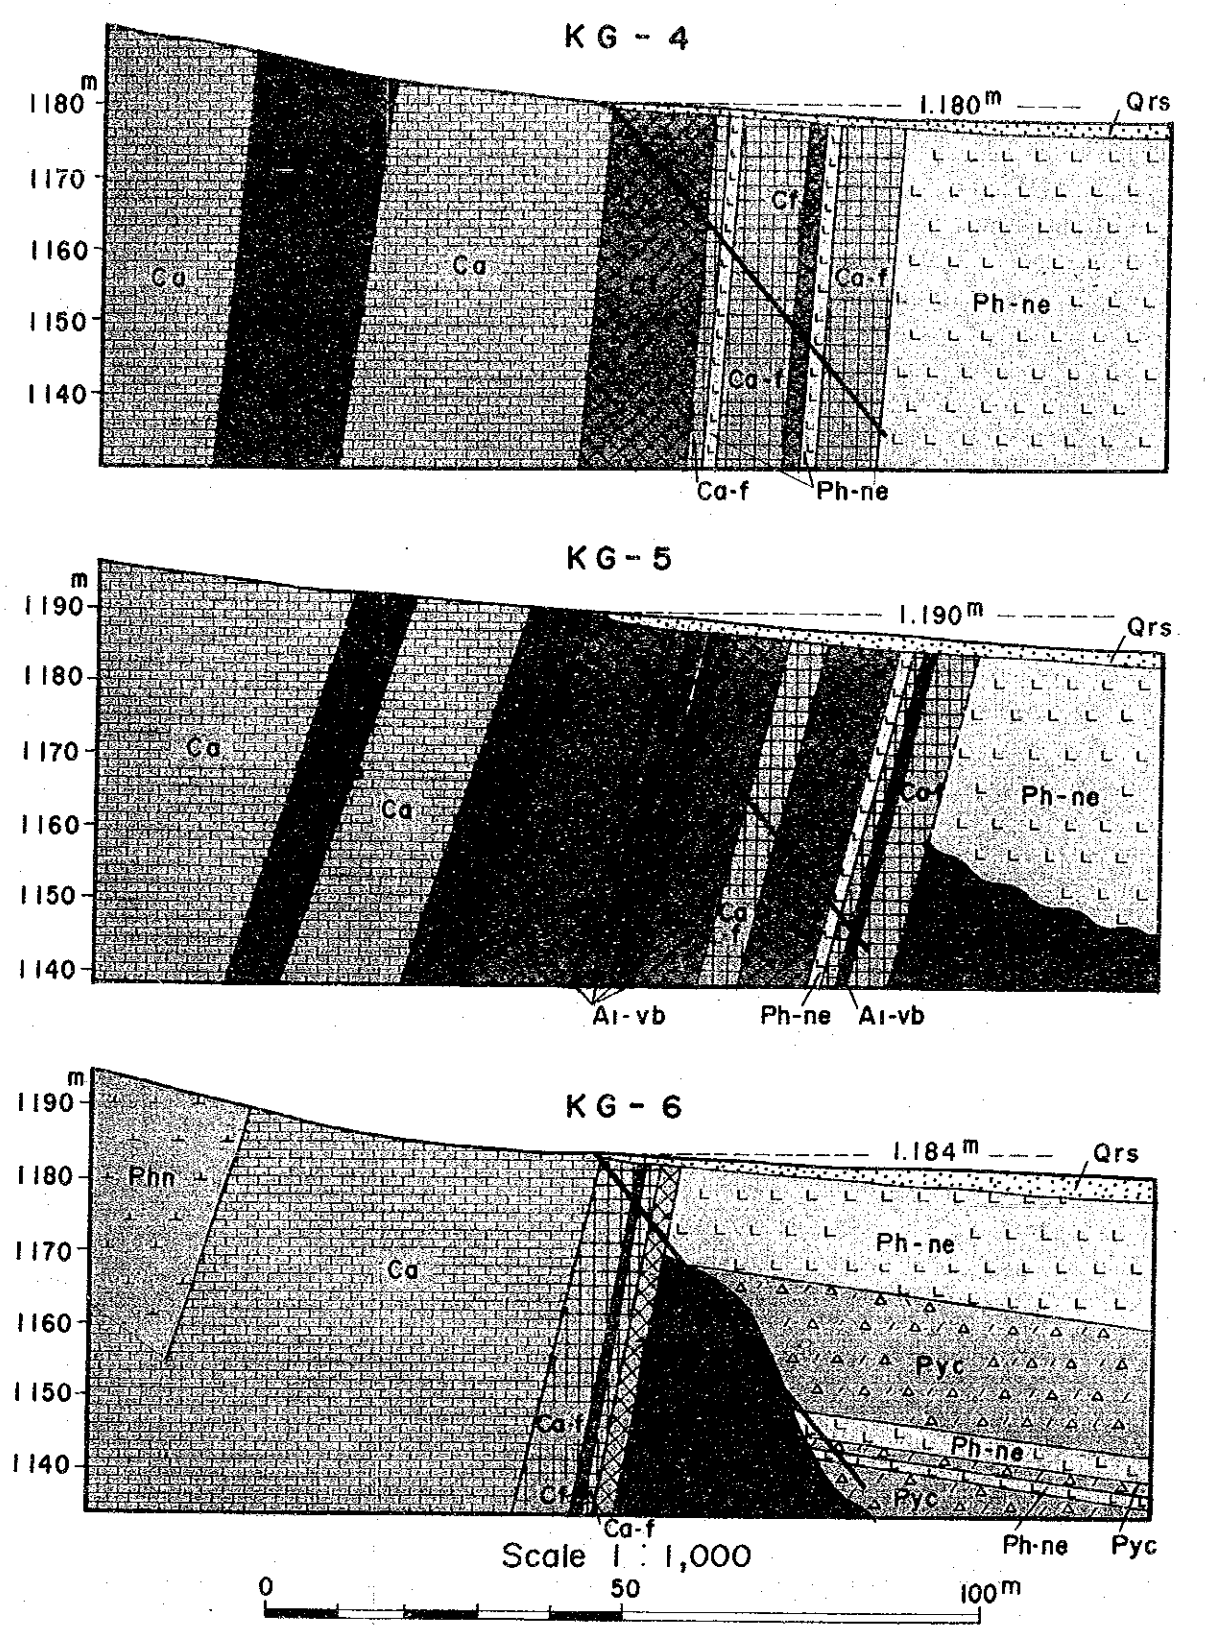 KG-4
m
1180
1.180m
Qrs
1170
Cf
1160
Ca
Ca
Ca-f
1150
Ph-ne
1140
Ca-f
Ca-f
Ph-ne
KG-5
m
1190
1.190m
Qrs
1180
1170
Ca
Ca-f
Ph-ne
1160
Ca
1150
Ca
f
1140
Al-vb
Ph-ne
Al-vb
m
1190
KG-6
1.184m
Qrs
1180
Phn
1170
Ca
Ph-ne
1160
Pyc
1150
Ca-f
Ph-ne
1140
Cf
Pyc
Ca-f
Ph-ne
Pyc
Scale 1 : 1,000
0
50
100m